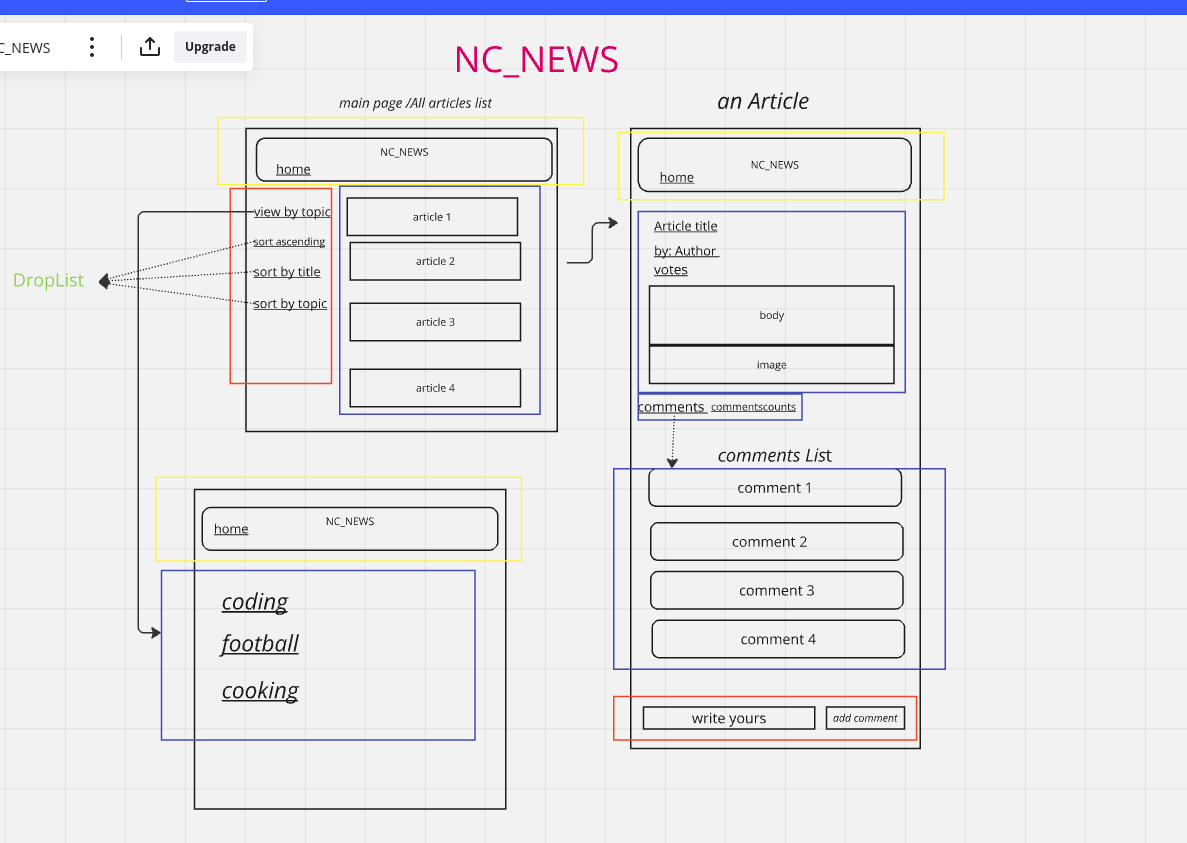 C_NEWS
Upgrade
NC_NEWS
main page /All articles list
NC_NEWS
home
view by topic
sort ascending
sort by title
sort by topic
DropList
article 1
article 2
article 3
article 4
an Article
NC_NEWS
home
Article title
by: Author
votes
body
image
comments commentscounts
comments List
comment 1
comment 2
comment 3
comment 4
write yours
add comment
NC_NEWS
home
coding
football
cooking